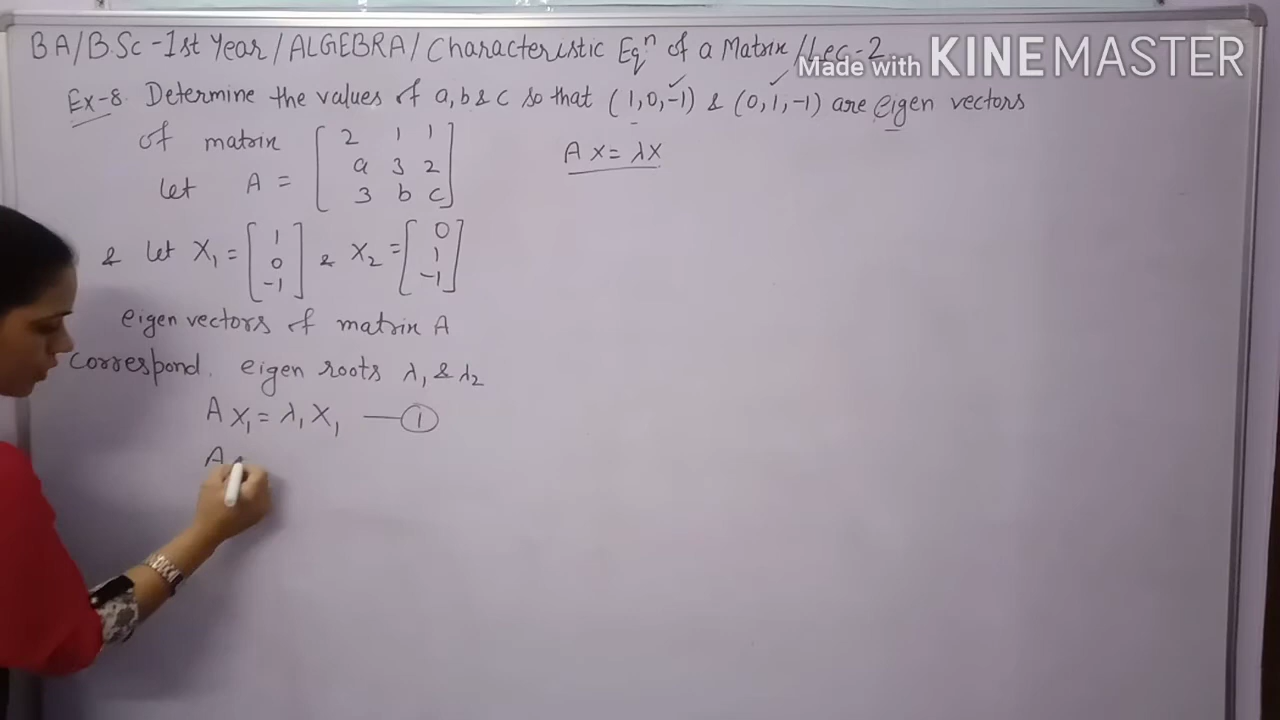 BA/B.Sc-1st Year/ALGEBRA/Characteristic Eqⁿ of a Matrix//Lec-2
Made with KINEMASTER
Ex-8. Determine the values of a, b & c so that (1,0,-1) & (0,1,-1) are eigen vectors
of matrix [2 1 1
Let A = a 3 2
3 b c]
AX = λX
& let X₁ = [1 0 -1] & X₂ = [0 1 -1]
eigen vectors of matrix A
correspond. eigen roots λ₁ & λ₂
AX₁ = λ₁X₁ —①
A